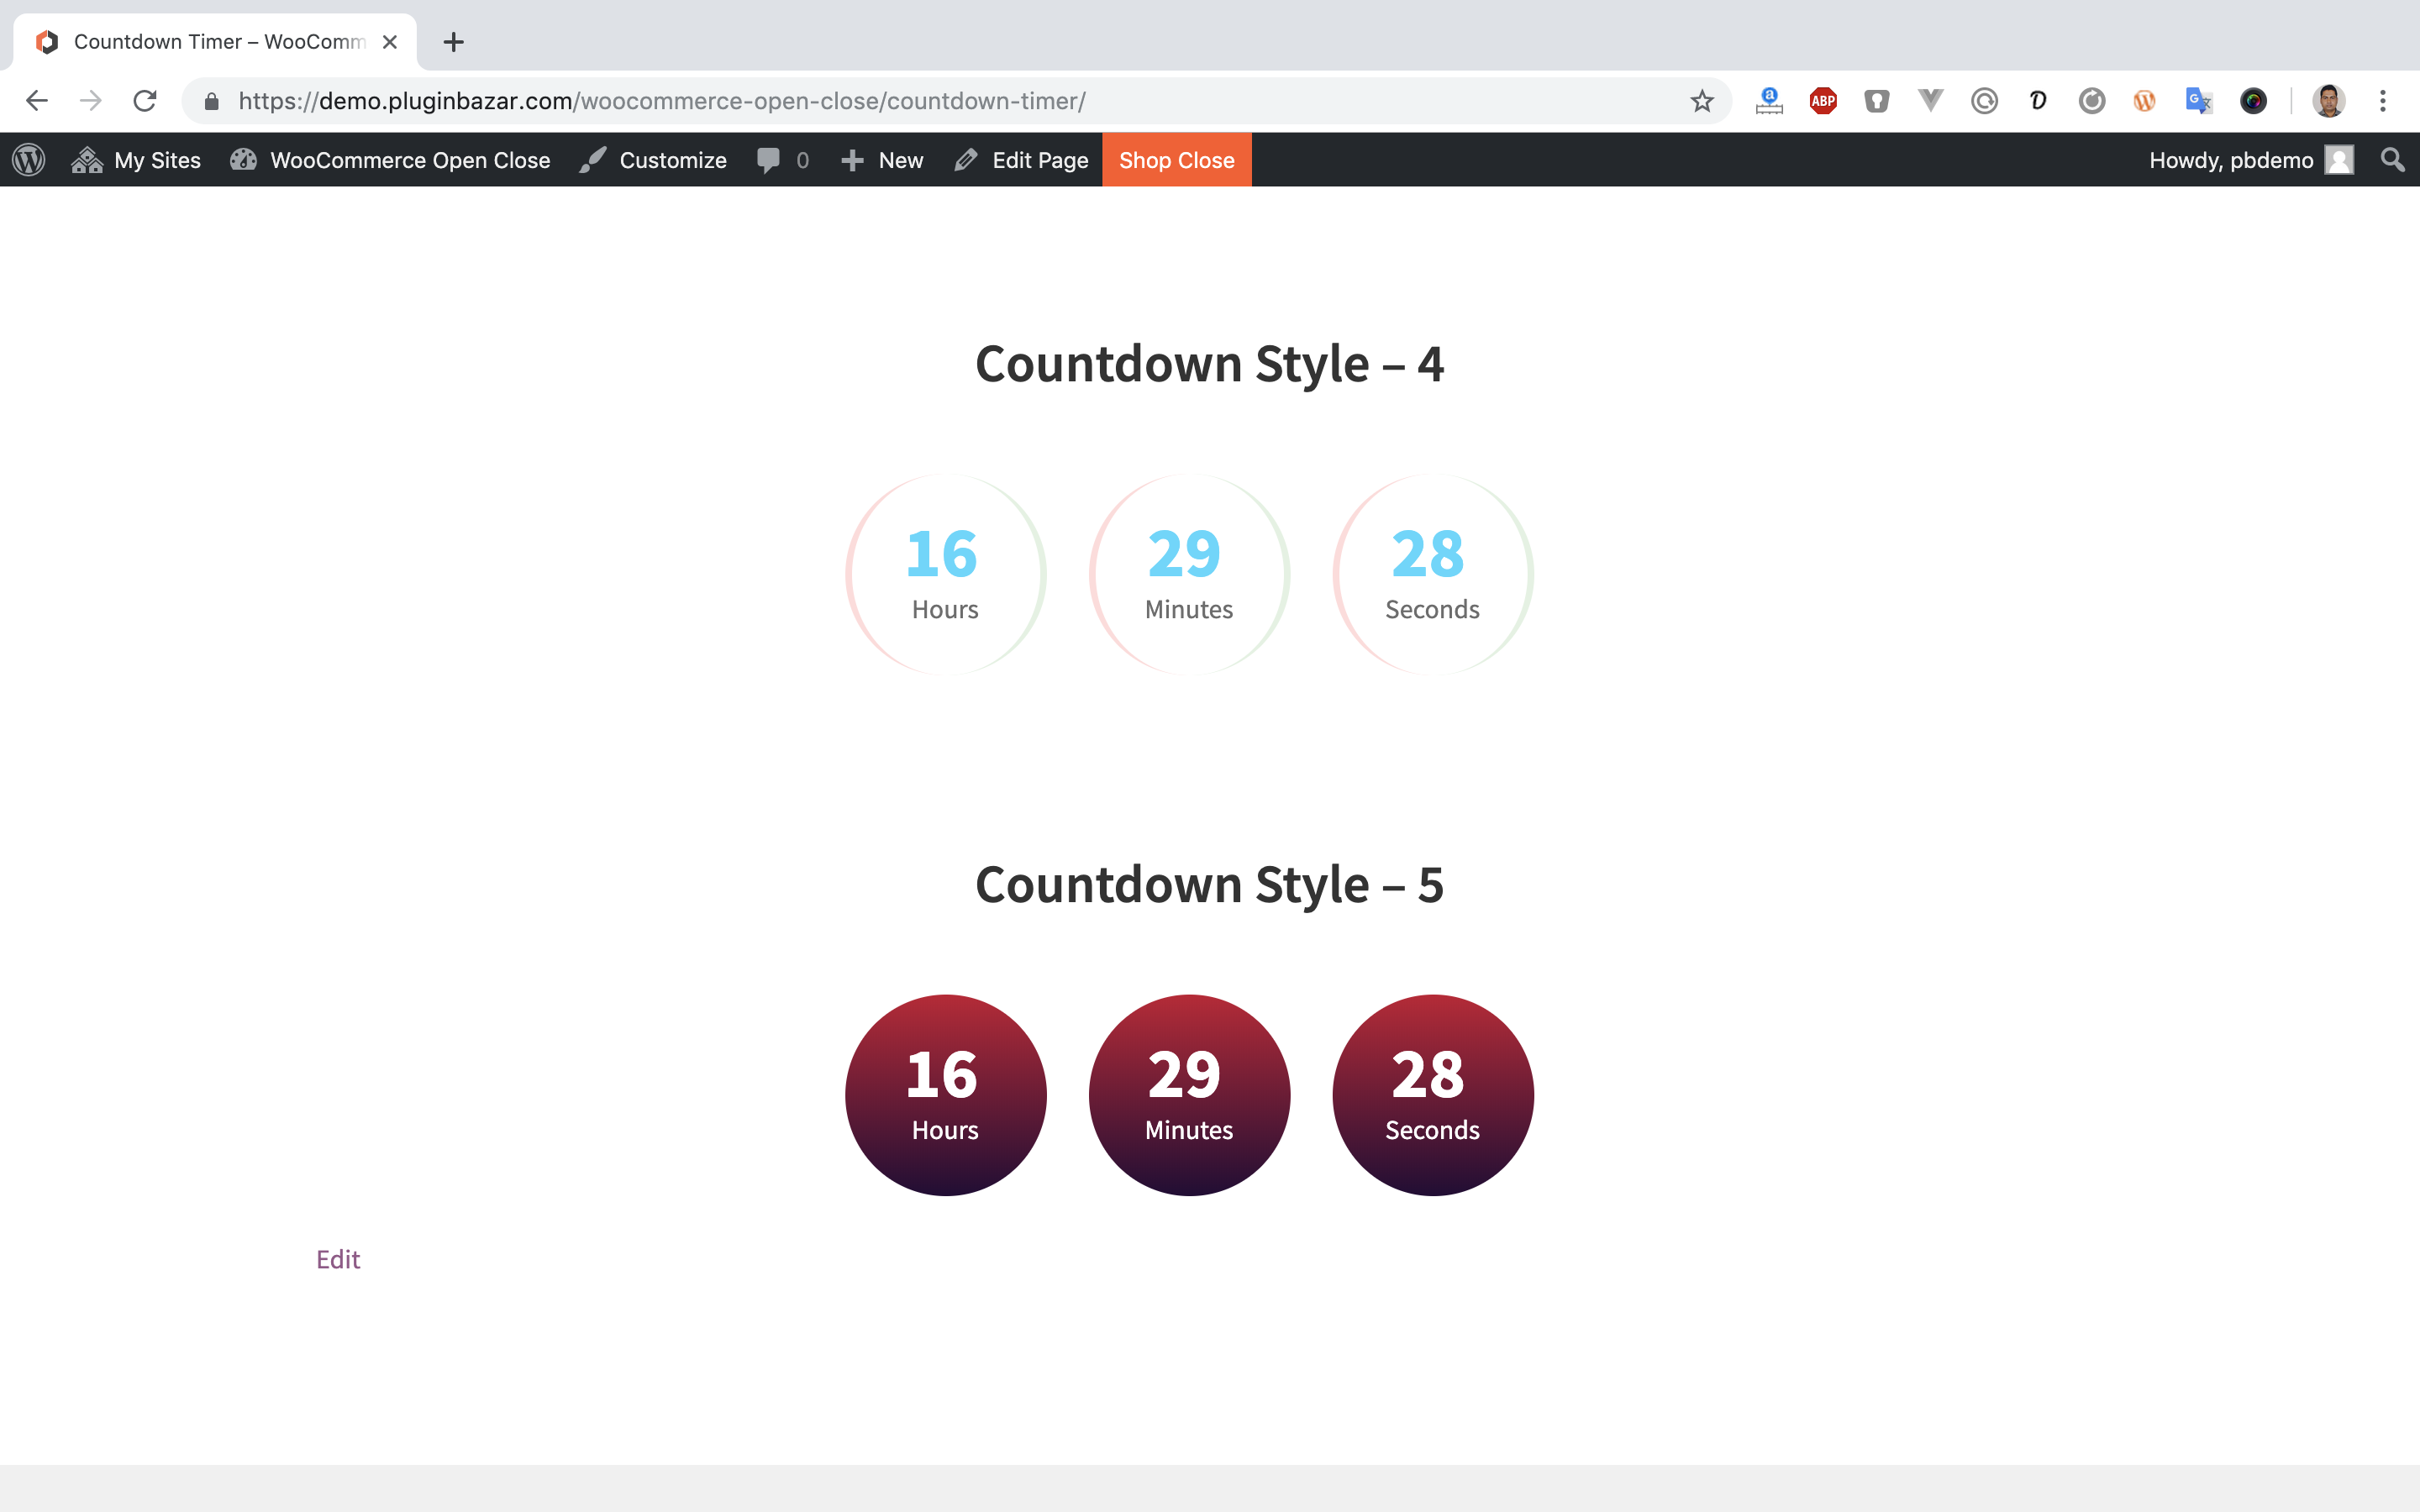 Countdown Timer – WooComm
https://demo.pluginbazar.com/woocommerce-open-close/countdown-timer/
ABP
My Sites
WooCommerce Open Close
Customize
0
New
Edit Page
Shop Close
Howdy, pbdemo
Countdown Style – 4
16
Hours
29
Minutes
28
Seconds
Countdown Style – 5
16
Hours
29
Minutes
28
Seconds
Edit